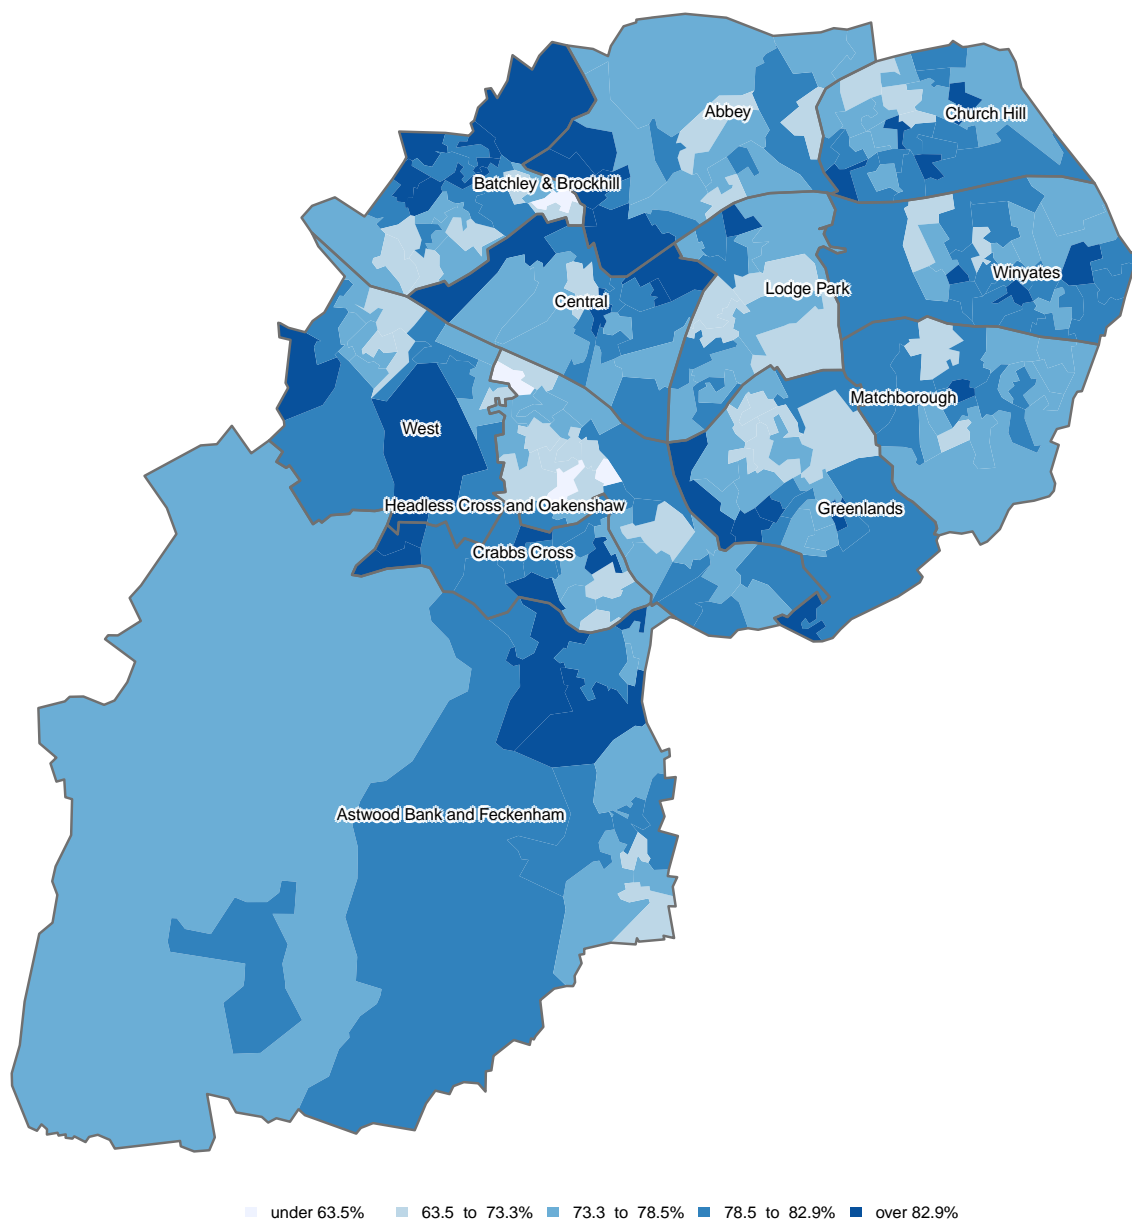 Abbey
Church Hill
Batchley & Brockhill
Winyates
Lodge Park
Central
Matchborough
West
Headless Cross and Oakenshaw
Greenlands
Crabbs Cross
Astwood Bank and Feckenham
under 63.5% 63.5 to 73.3% 73.3 to 78.5% 78.5 to 82.9% over 82.9%